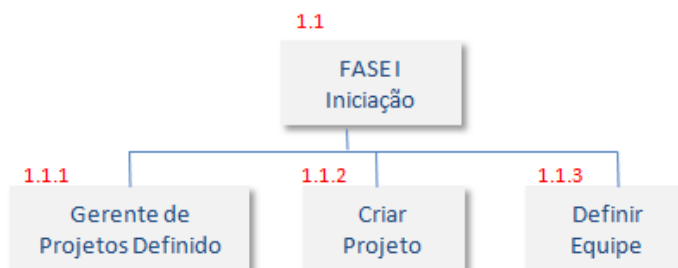 1.1
FASE I
Iniciação
1.1.1
Gerente de
Projetos Definido
1.1.2
Criar
Projeto
1.1.3
Definir
Equipe